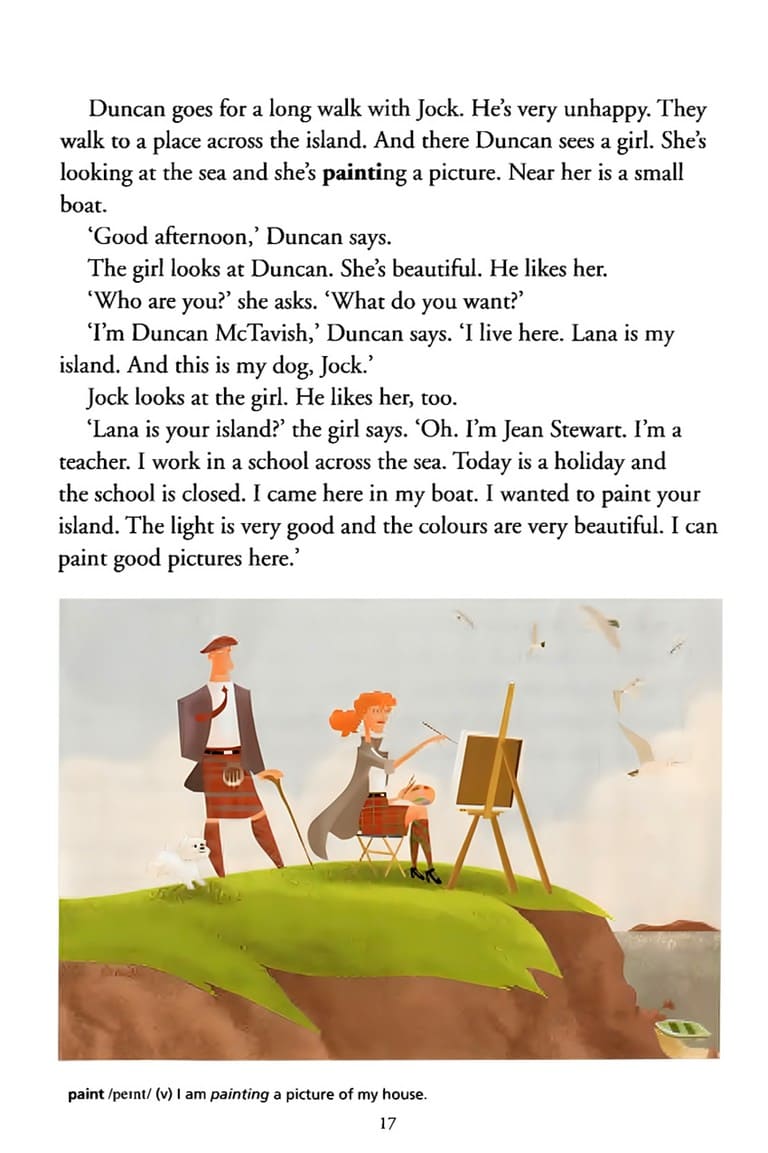 Duncan goes for a long walk with Jock. He's very unhappy. They
walk to a place across the island. And there Duncan sees a girl. She's
looking at the sea and she's painting a picture. Near her is a small
boat.
‘Good afternoon,’ Duncan says.
The girl looks at Duncan. She's beautiful. He likes her.
‘Who are you?’ she asks. ‘What do you want?’
‘I'm Duncan McTavish,’ Duncan says. ‘I live here. Lana is my
island. And this is my dog, Jock.’
Jock looks at the girl. He likes her, too.
‘Lana is your island?’ the girl says. ‘Oh. I'm Jean Stewart. I'm a
teacher. I work in a school across the sea. Today is a holiday and
the school is closed. I came here in my boat. I wanted to paint your
island. The light is very good and the colours are very beautiful. I can
paint good pictures here.’
paint /peɪnt/ (v) I am painting a picture of my house.
17